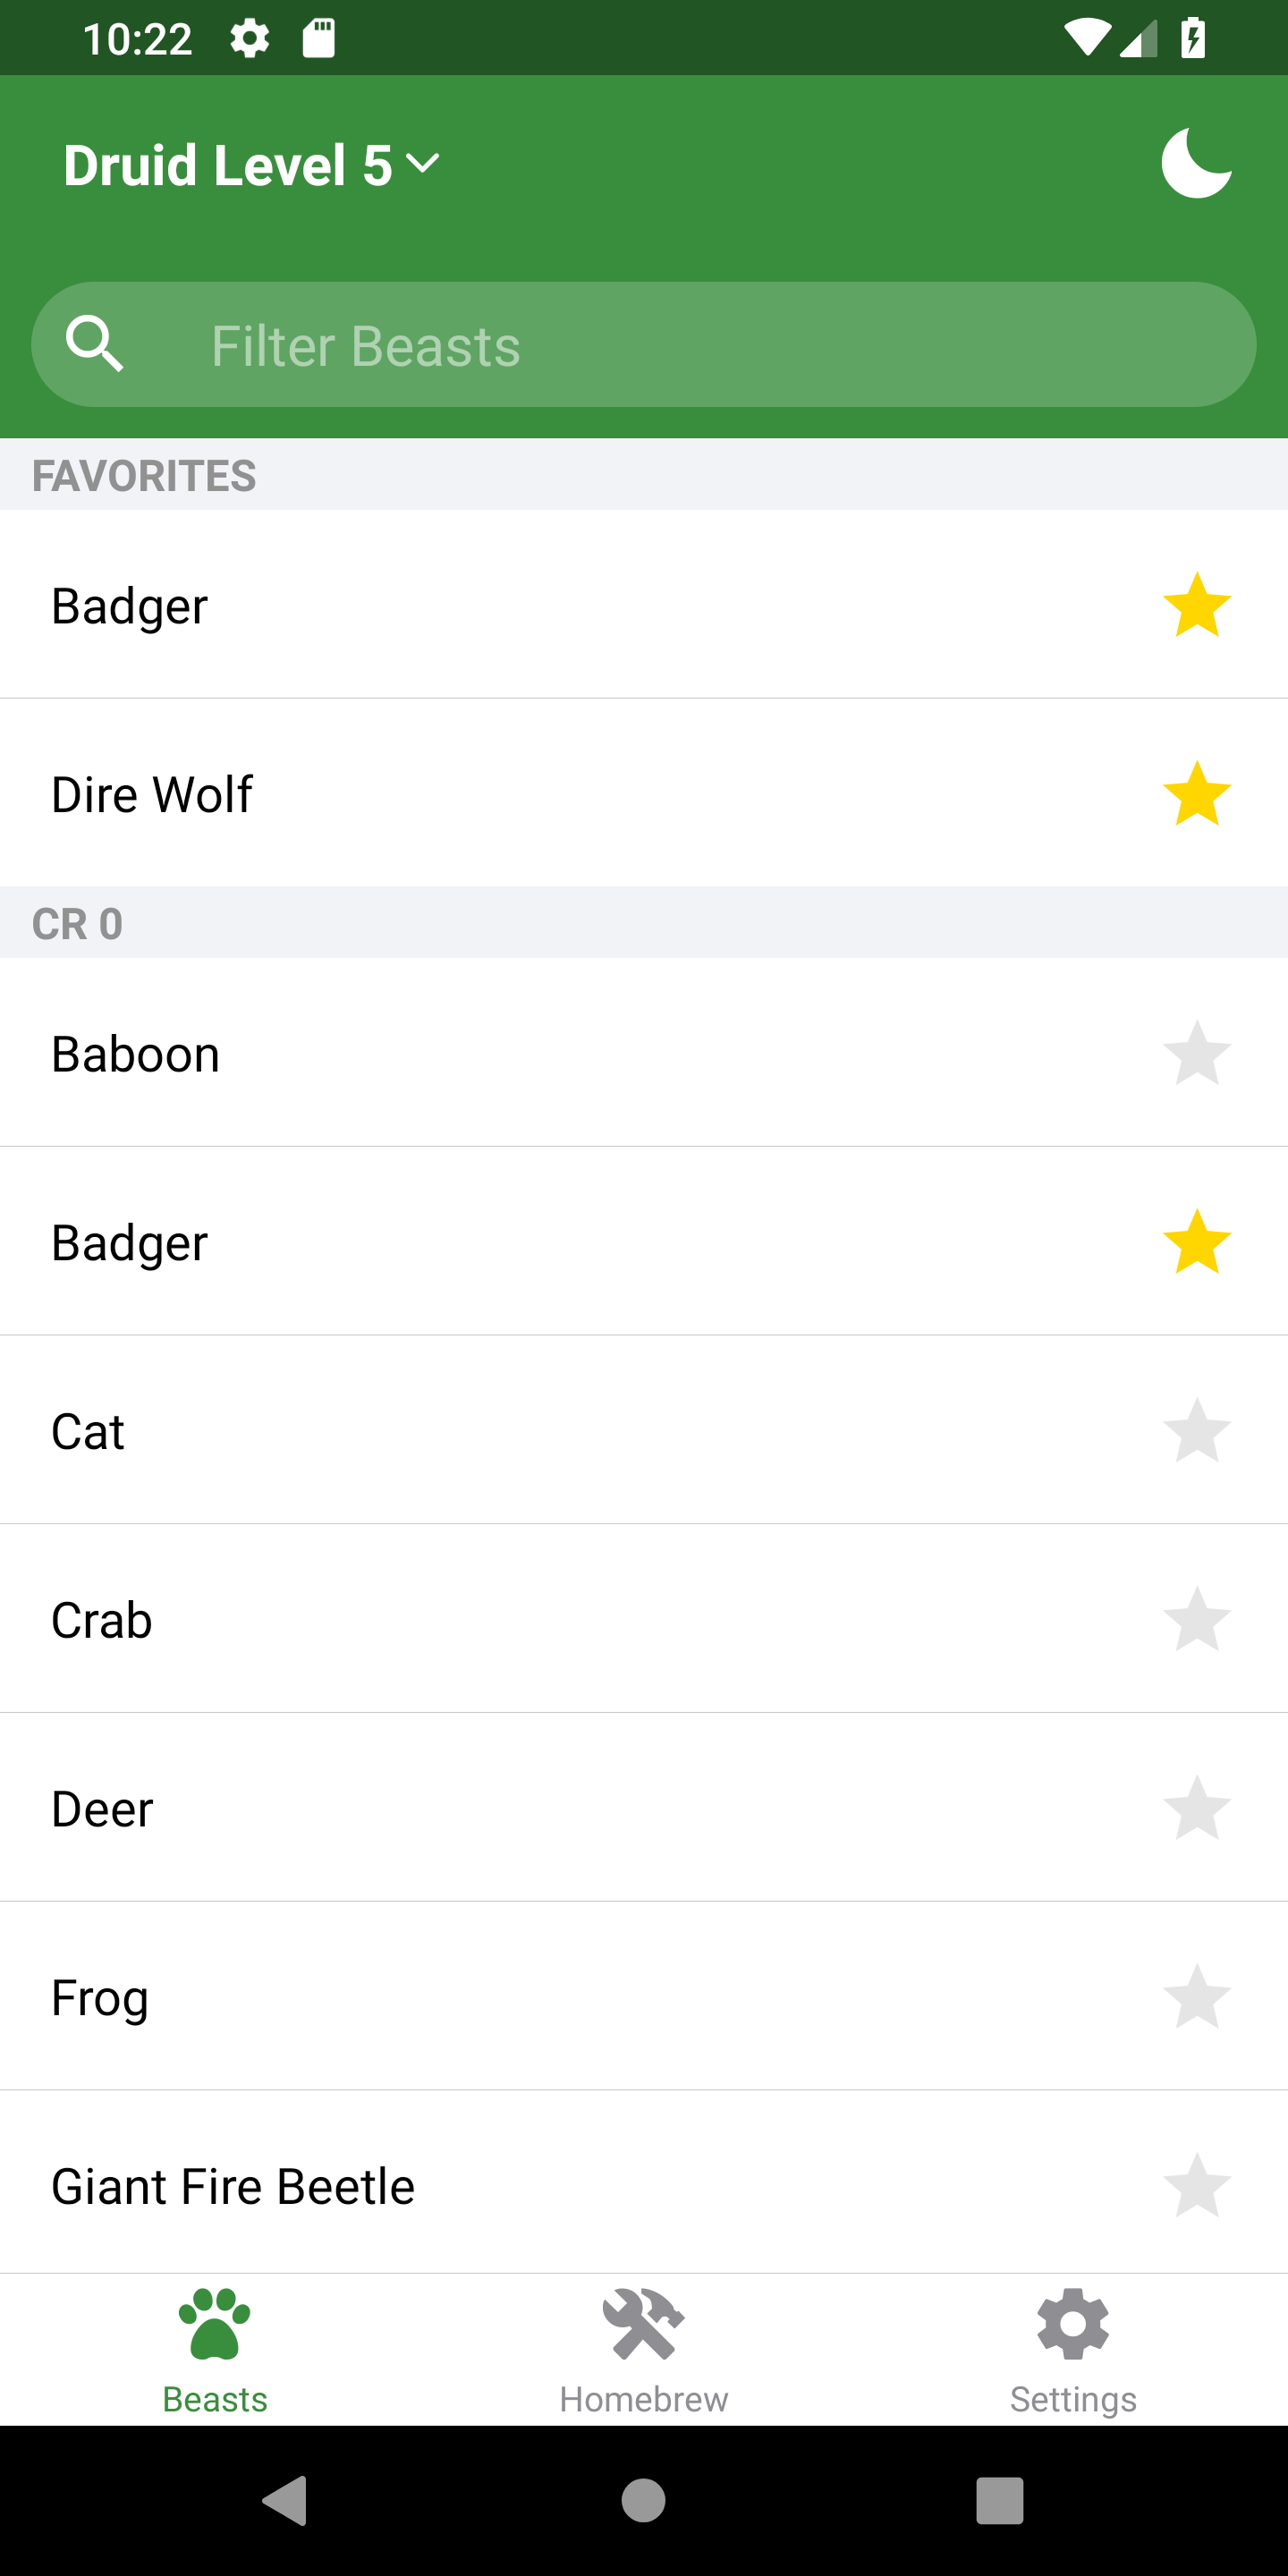 10:22
Druid Level 5
Filter Beasts
FAVORITES
Badger
Dire Wolf
CR 0
Baboon
Badger
Cat
Crab
Deer
Frog
Giant Fire Beetle
Beasts
Homebrew
Settings